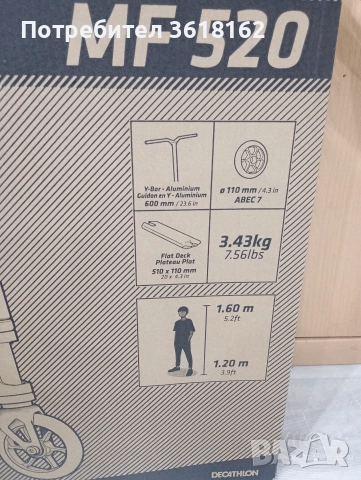 Потребител 3618162
MF 520
Y-Bar - Aluminium
Guidon en Y - Aluminium
600 mm / 23.6 in
ø 110 mm / 4.3 in
ABEC 7
Flat Deck
Plateau Plat
510 x 110 mm
20 x 4.3 in
3.43kg
7.56lbs
1.60 m
5.2ft
1.20 m
3.9ft
DECATHLON
BAZAR
bg